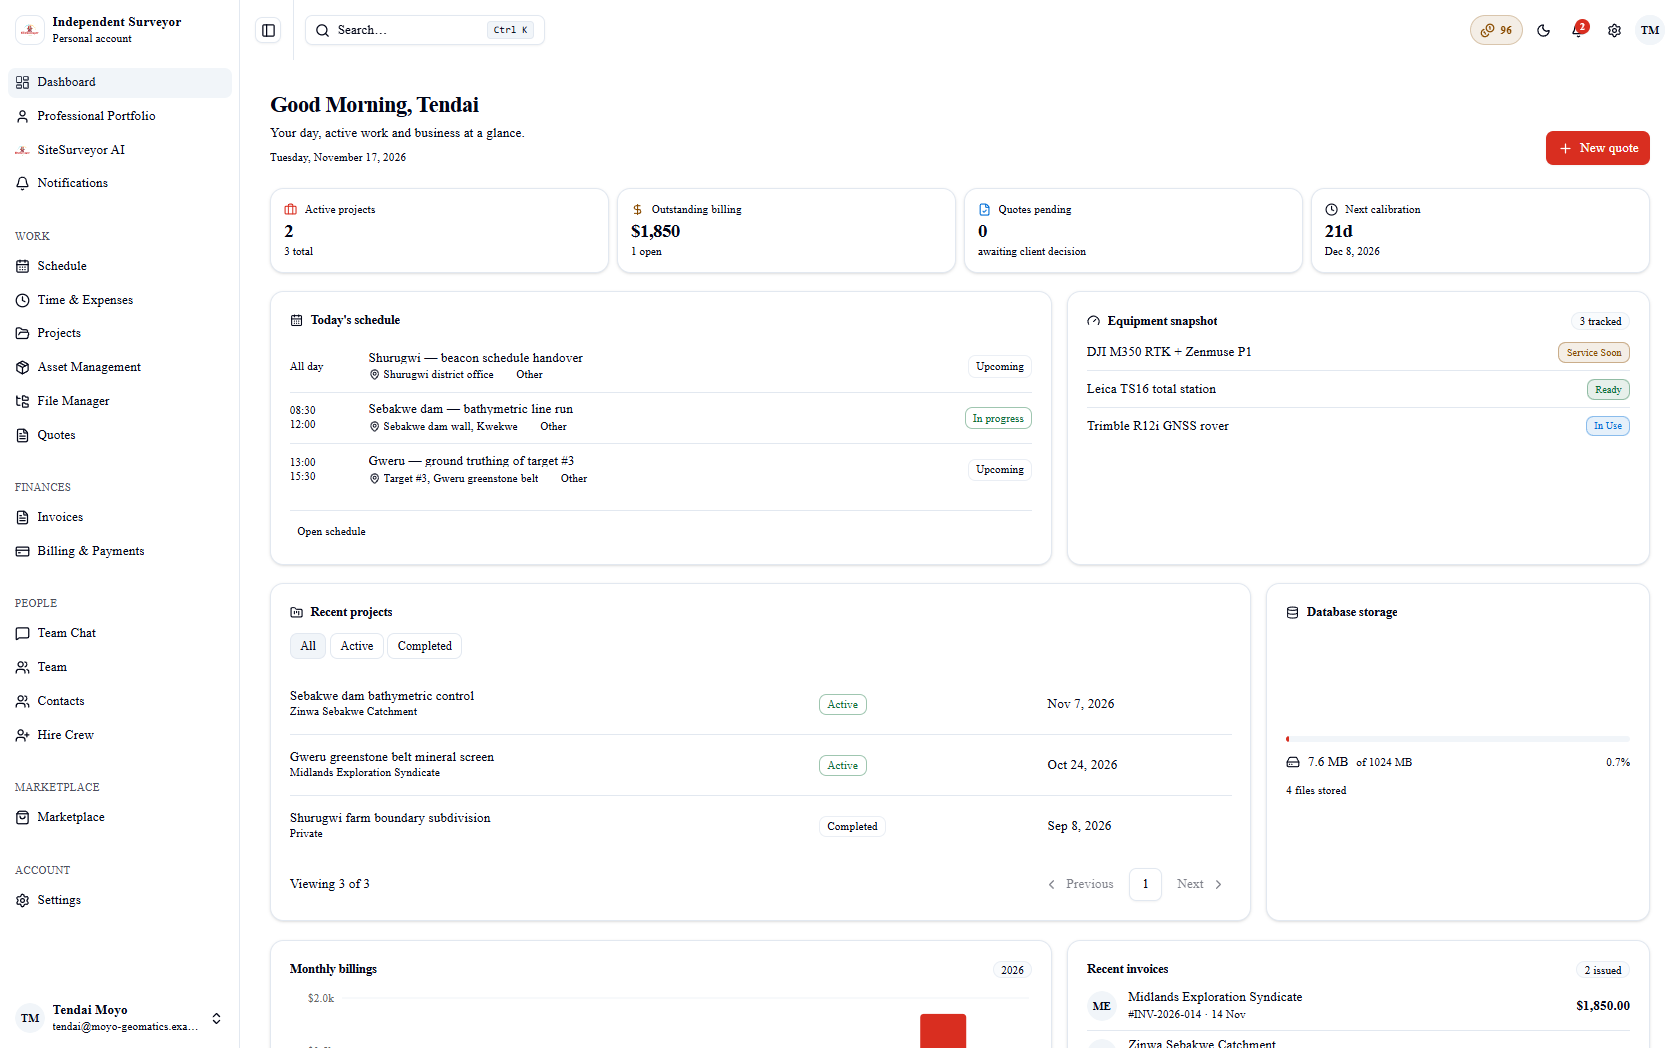 Independent Surveyor
Personal account
Dashboard
Professional Portfolio
SiteSurveyor AI
Notifications
WORK
Schedule
Time & Expenses
Projects
Asset Management
File Manager
Quotes
FINANCES
Invoices
Billing & Payments
PEOPLE
Team Chat
Team
Contacts
Hire Crew
MARKETPLACE
Marketplace
ACCOUNT
Settings
TM
Tendai Moyo
tendai@moyo-geomatics.exa...
Search...
Ctrl K
96
2
TM
Good Morning, Tendai
Your day, active work and business at a glance.
Tuesday, November 17, 2026
New quote
Active projects
2
3 total
Outstanding billing
$1,850
1 open
Quotes pending
0
awaiting client decision
Next calibration
21d
Dec 8, 2026
Today's schedule
All day
Shurugwi — beacon schedule handover
Shurugwi district office Other
Upcoming
08:30
12:00
Sebakwe dam — bathymetric line run
Sebakwe dam wall, Kwekwe Other
In progress
13:00
15:30
Gweru — ground truthing of target #3
Target #3, Gweru greenstone belt Other
Upcoming
Open schedule
Equipment snapshot
3 tracked
DJI M350 RTK + Zenmuse P1
Service Soon
Leica TS16 total station
Ready
Trimble R12i GNSS rover
In Use
Recent projects
All
Active
Completed
Sebakwe dam bathymetric control
Zinwa Sebakwe Catchment
Active
Nov 7, 2026
Gweru greenstone belt mineral screen
Midlands Exploration Syndicate
Active
Oct 24, 2026
Shurugwi farm boundary subdivision
Private
Completed
Sep 8, 2026
Viewing 3 of 3
Previous
1
Next
Database storage
7.6 MB of 1024 MB
0.7%
4 files stored
Monthly billings
2026
$2.0k
Recent invoices
2 issued
ME
Midlands Exploration Syndicate
#INV-2026-014 · 14 Nov
$1,850.00
Zinwa Sebakwe Catchment